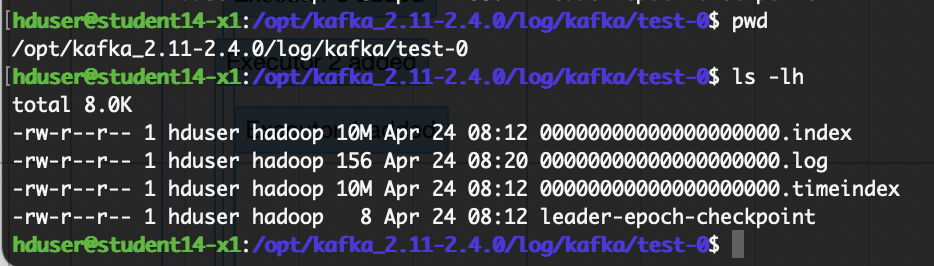 [hduser@student14-x1:/opt/kafka_2.11-2.4.0/log/kafka/test-0$ pwd
/opt/kafka_2.11-2.4.0/log/kafka/test-0
Executor 2 added
[hduser@student14-x1:/opt/kafka_2.11-2.4.0/log/kafka/test-0$ ls -lh
total 8.0K
-rw-r--r-- 1 hduser hadoop 10M Apr 24 08:12 00000000000000000000.index
-rw-r--r-- 1 hduser hadoop 156 Apr 24 08:20 00000000000000000000.log
-rw-r--r-- 1 hduser hadoop 10M Apr 24 08:12 00000000000000000000.timeindex
-rw-r--r-- 1 hduser hadoop   8 Apr 24 08:12 leader-epoch-checkpoint
hduser@student14-x1:/opt/kafka_2.11-2.4.0/log/kafka/test-0$